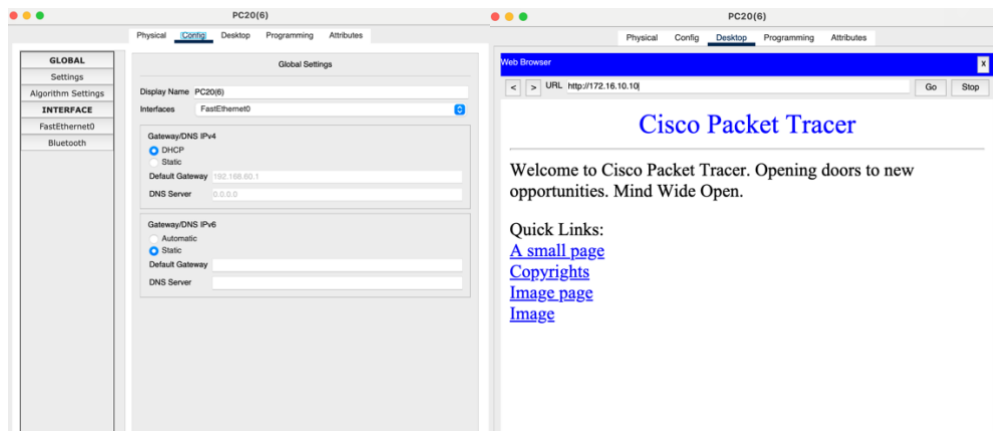 PC20(6)
Physical Config Desktop Programming Attributes
GLOBAL
Settings
Algorithm Settings
INTERFACE
FastEthernet0
Bluetooth
Global Settings
Display Name PC20(6)
Interfaces FastEthernet0
Gateway/DNS IPv4
DHCP
Static
Default Gateway 192.168.60.1
DNS Server 0.0.0.0
Gateway/DNS IPv6
Automatic
Static
Default Gateway
DNS Server
PC20(6)
Physical Config Desktop Programming Attributes
Web Browser X
< > URL http://172.16.10.10 Go Stop
Cisco Packet Tracer
Welcome to Cisco Packet Tracer. Opening doors to new
opportunities. Mind Wide Open.
Quick Links:
A small page
Copyrights
Image page
Image